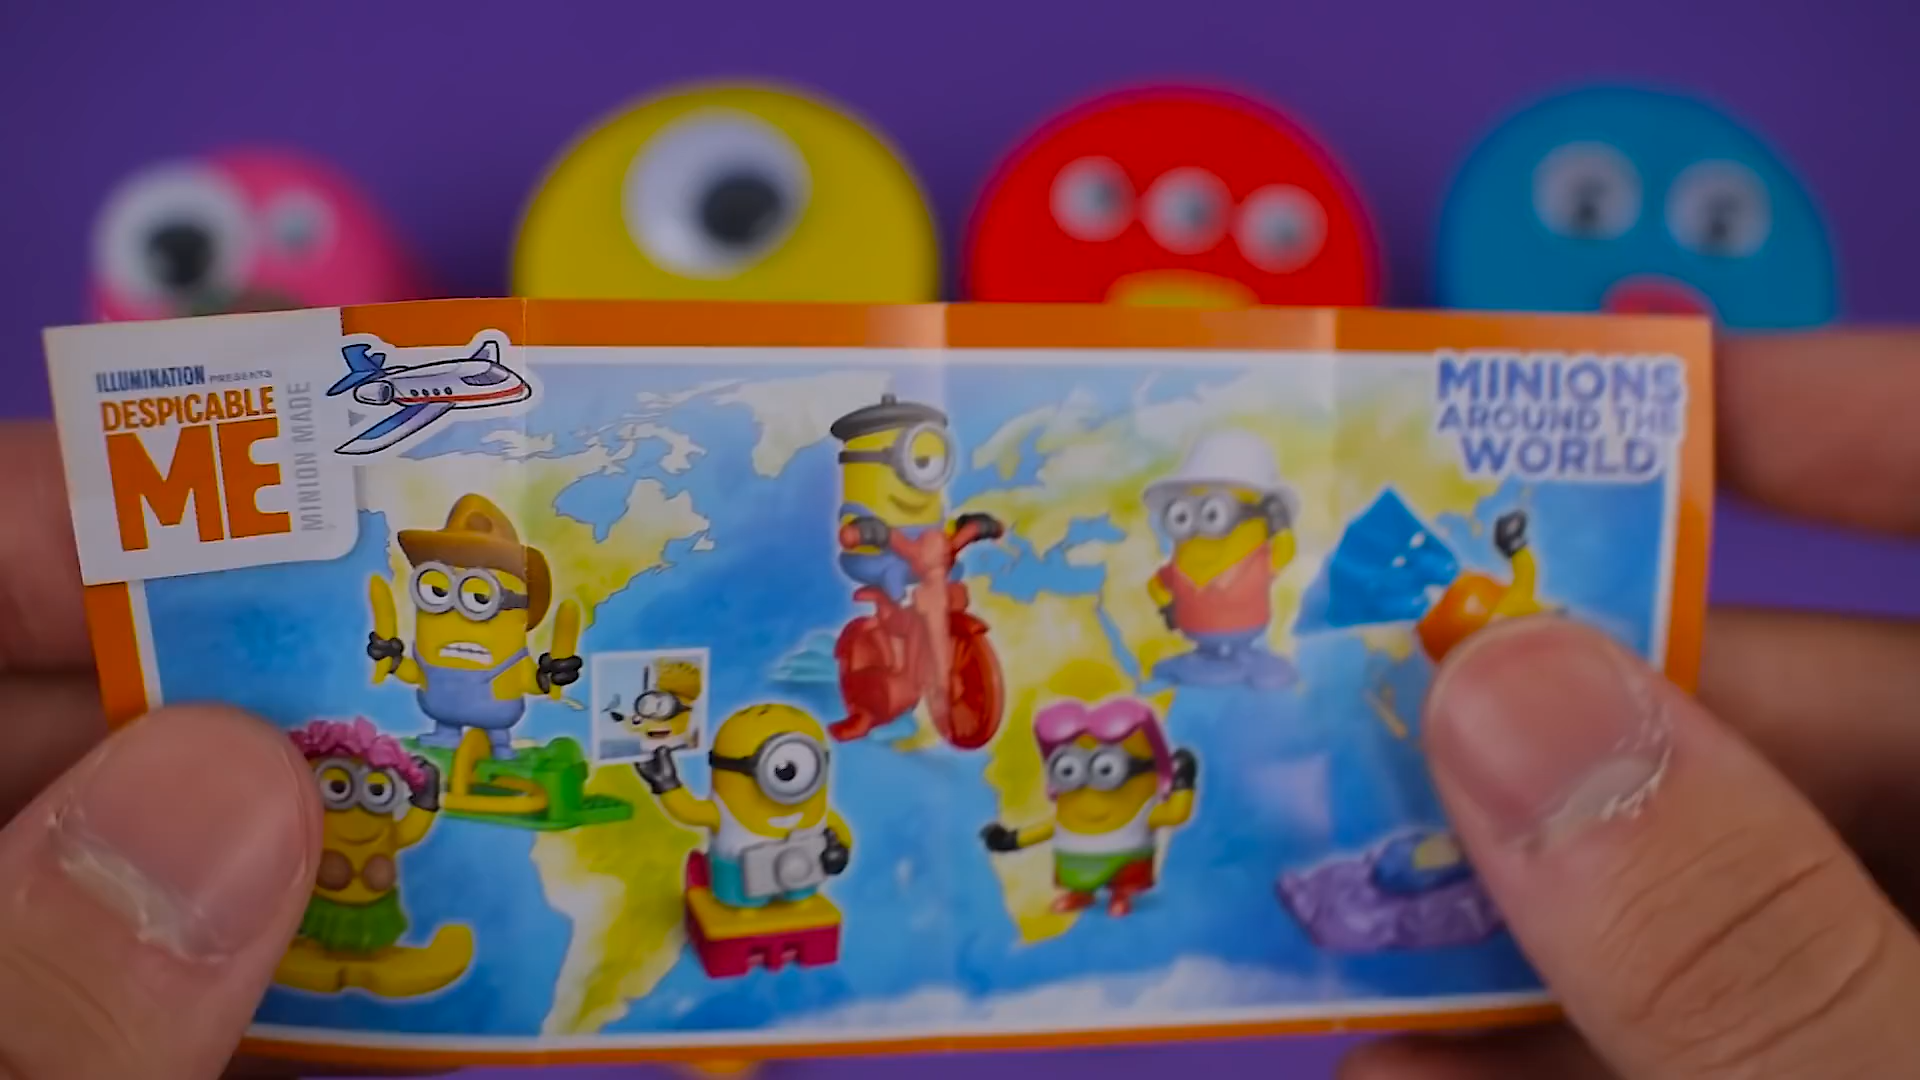 ILLUMINATION PRESENTS
DESPICABLE
ME
MINION MADE
MINIONS
AROUND THE
WORLD